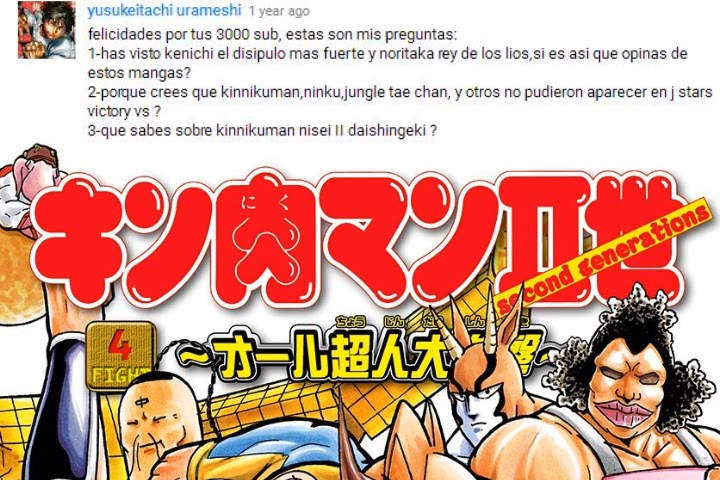 yusukeitachi urameshi 1 year ago
felicidades por tus 3000 sub, estas son mis preguntas:
1-has visto kenichi el disipulo mas fuerte y noritaka rey de los lios,si es asi que opinas de
estos mangas?
2-porque crees que kinnikuman,ninku,jungle tae chan, y otros no pudieron aparecer en j stars
victory vs ?
3-que sabes sobre kinnikuman nisei II daishingeki ?
にく
キン肉マンII世
second generations
4
FIGHT
ちょう じん だい しん
~オール超人大撃~
中